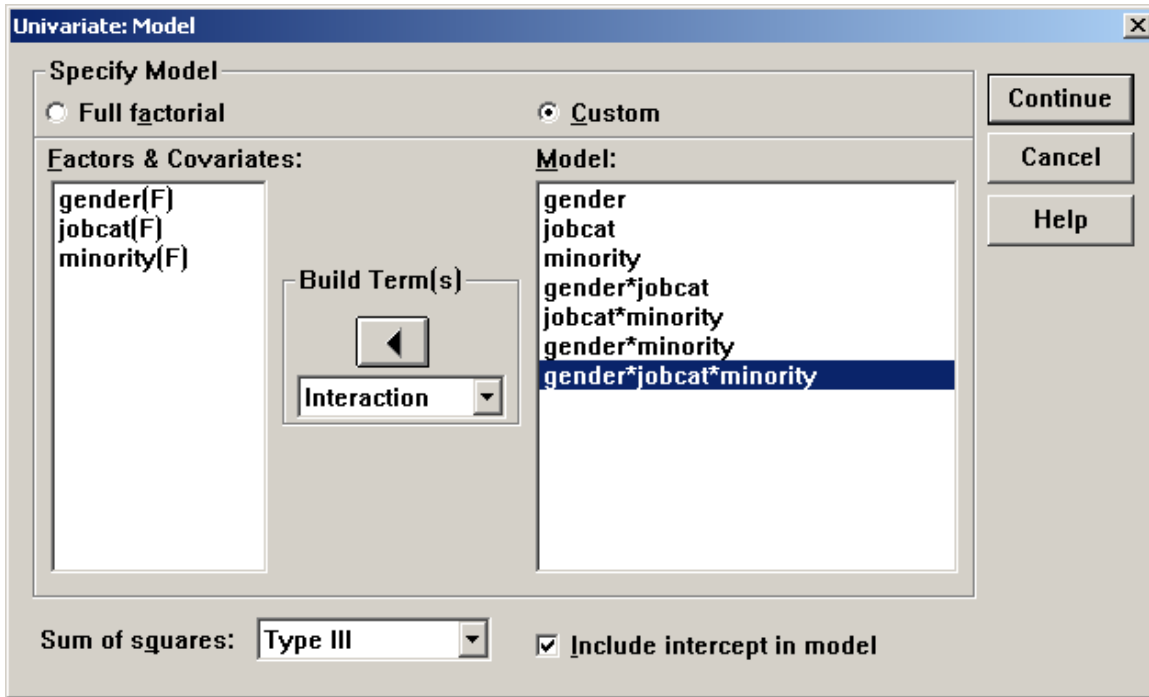 Univariate: Model
Specify Model
Full factorial
Custom
Continue
Cancel
Help
Factors & Covariates:
gender(F)
jobcat(F)
minority(F)
Build Term(s)
Interaction
Model:
gender
jobcat
minority
gender*jobcat
jobcat*minority
gender*minority
gender*jobcat*minority
Sum of squares:
Type III
Include intercept in model